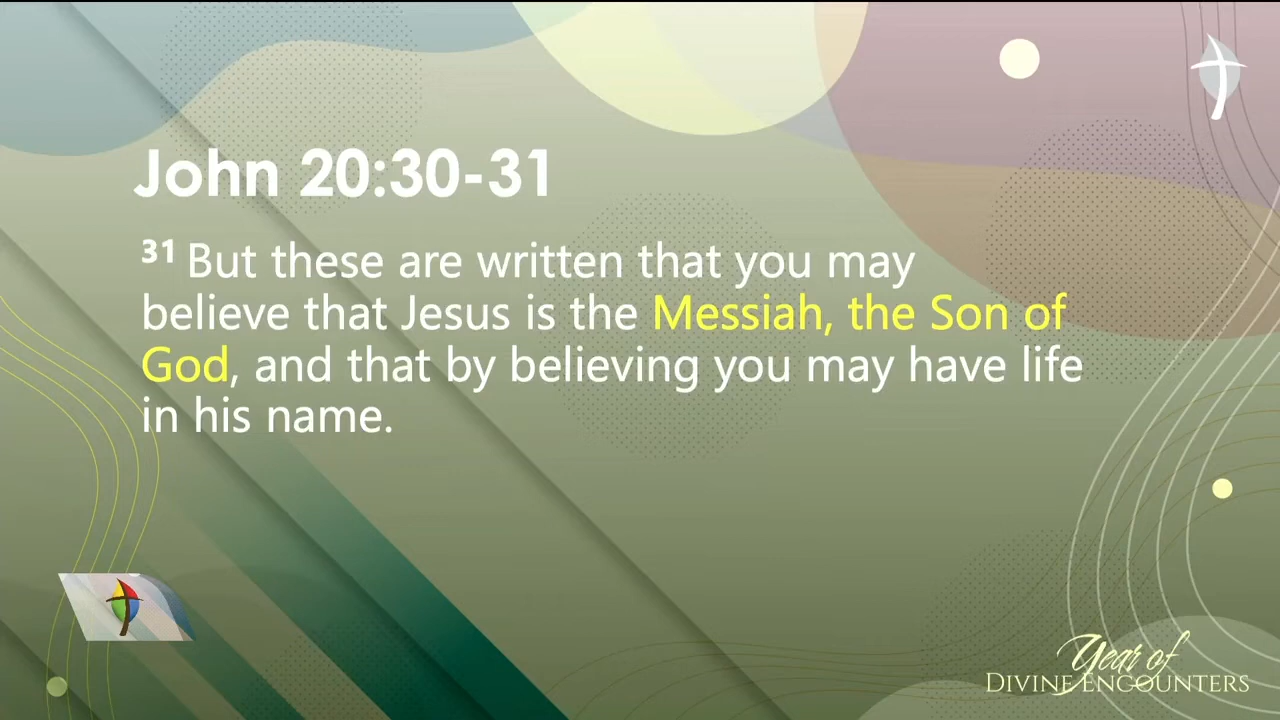 John 20:30-31
31 But these are written that you may
believe that Jesus is the Messiah, the Son of
God, and that by believing you may have life
in his name.
Year of
DIVINE ENCOUNTERS